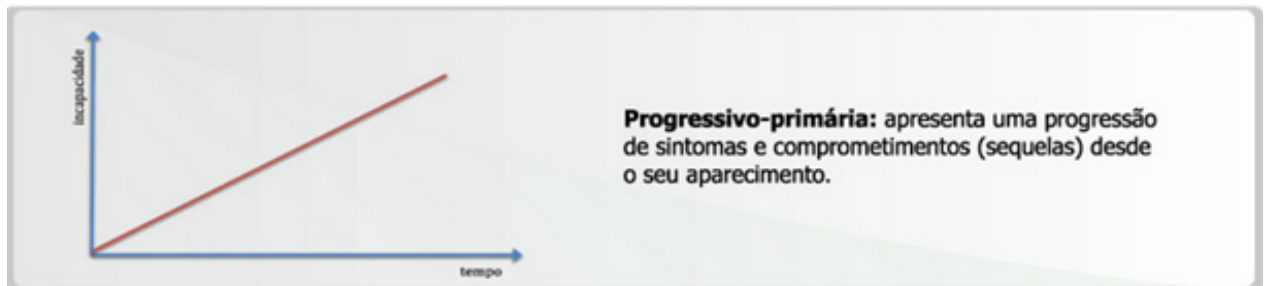 incapacidade
Progressivo-primária: apresenta uma progressão
de sintomas e comprometimentos (sequelas) desde
o seu aparecimento.
tempo